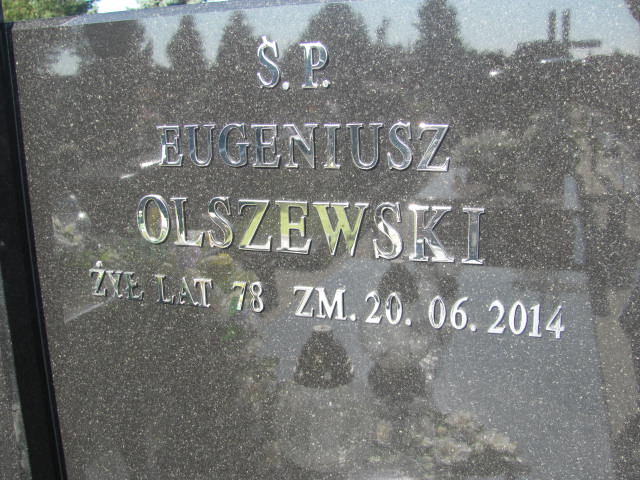 Ś.P.
EUGENIUSZ
OLSZEWSKI
ŻYŁ LAT 78 ZM. 20. 06. 2014